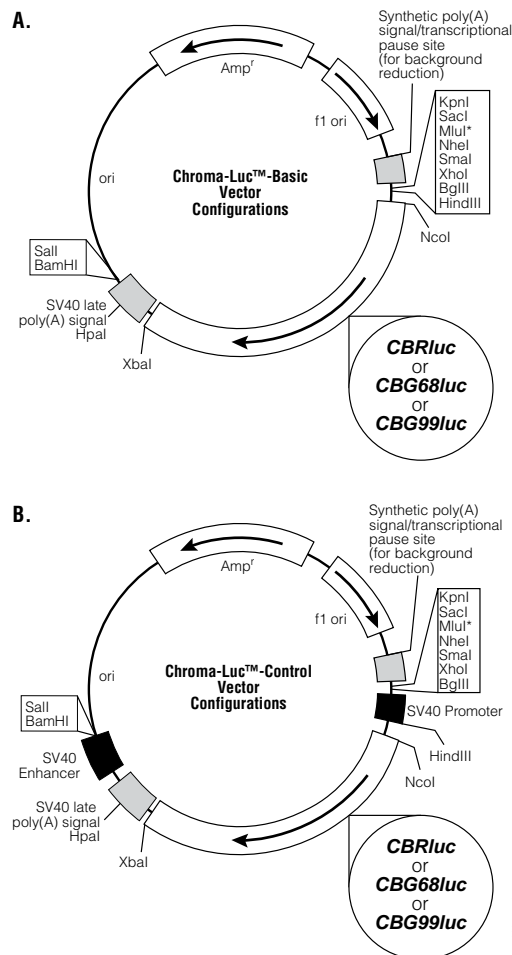 A.
Synthetic poly(A)
signal/transcriptional
pause site
(for background
reduction)
Ampʳ
f1 ori
KpnI
SacI
MluI*
NheI
SmaI
XhoI
BglII
HindIII
ori
Chroma-Luc™-Basic
Vector
Configurations
NcoI
SalI
BamHI
SV40 late
poly(A) signal
HpaI
XbaI
CBRluc
or
CBG68luc
or
CBG99luc
B.
Synthetic poly(A)
signal/transcriptional
pause site
(for background
reduction)
Ampʳ
f1 ori
KpnI
SacI
MluI*
NheI
SmaI
XhoI
BglII
ori
Chroma-Luc™-Control
Vector
Configurations
SV40 Promoter
HindIII
NcoI
SalI
BamHI
SV40
Enhancer
SV40 late
poly(A) signal
HpaI
XbaI
CBRluc
or
CBG68luc
or
CBG99luc